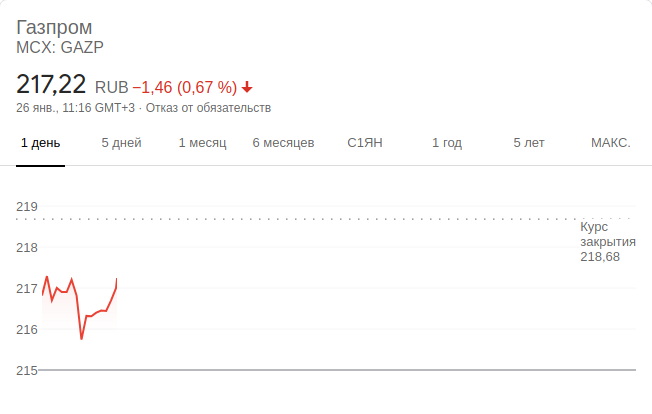 Газпром
MCX: GAZP
217,22 RUB −1,46 (0,67 %)
26 янв., 11:16 GMT+3 · Отказ от обязательств
1 день 5 дней 1 месяц 6 месяцев С1ЯН 1 год 5 лет МАКС.
219
218
217
216
215
Курс
закрытия
218,68